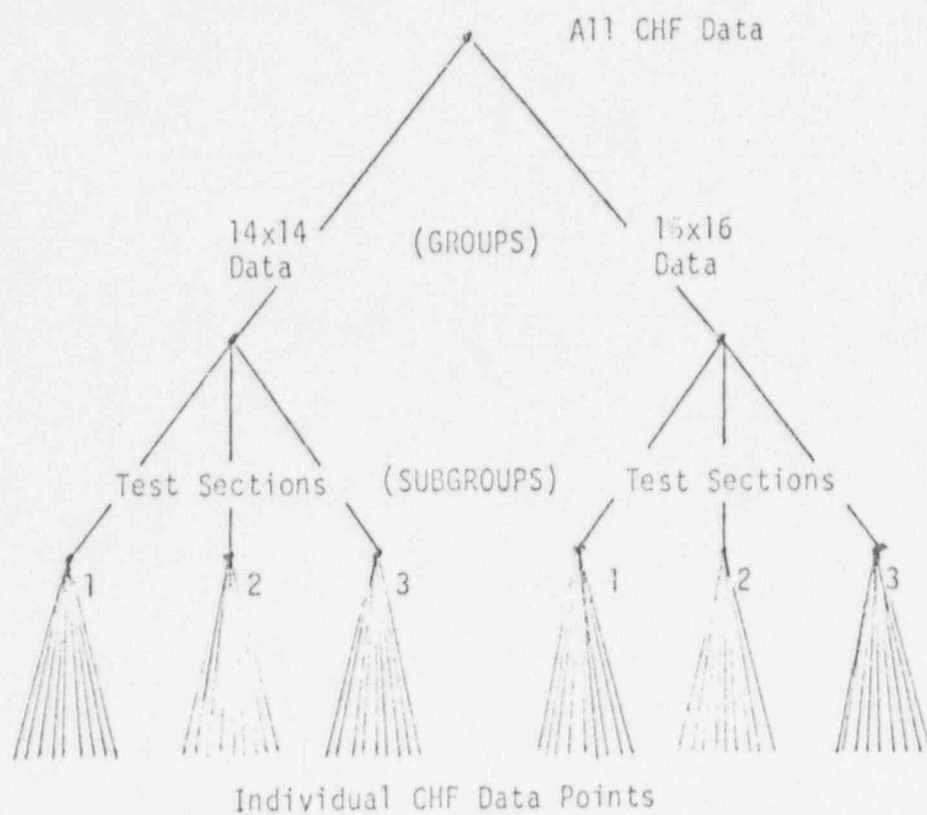 All CHF Data
14x14
Data
(GROUPS)
16x16
Data
Test Sections
(SUBGROUPS)
Test Sections
1
2
3
1
2
3
Individual CHF Data Points